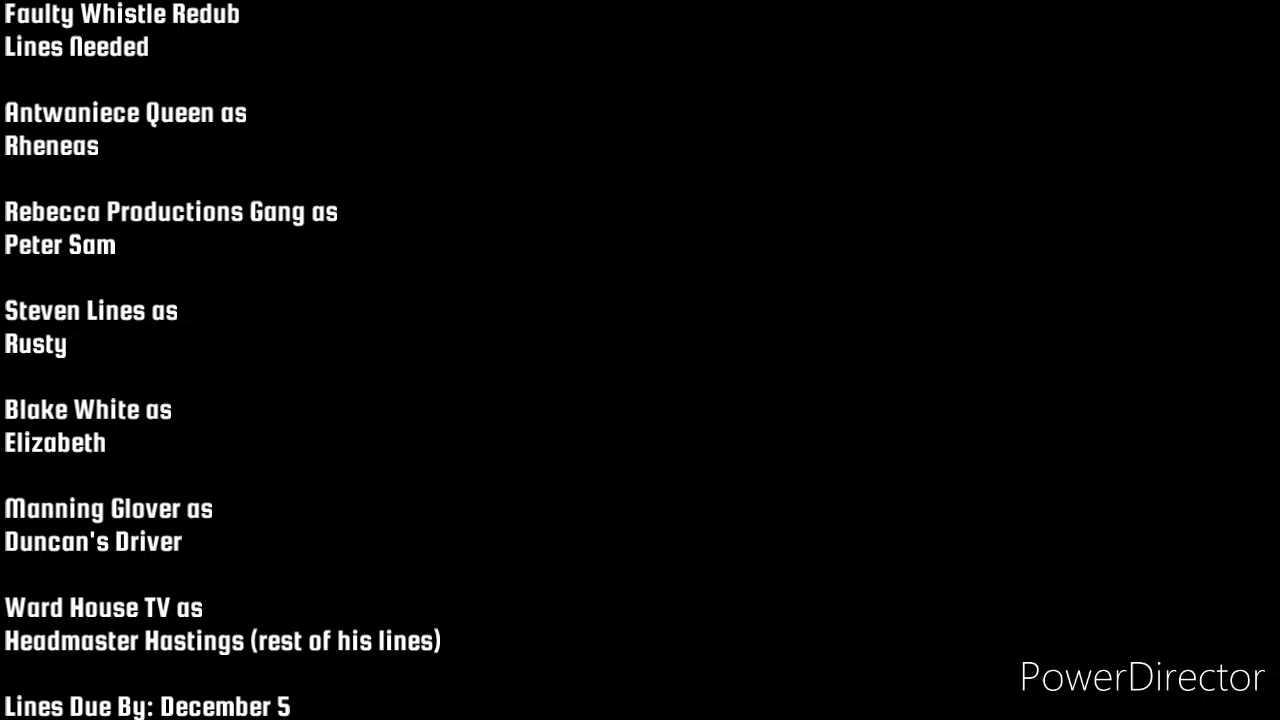 Faulty Whistle Redub
Lines Needed
Antwaniece Queen as
Rheneas
Rebecca Productions Gang as
Peter Sam
Steven Lines as
Rusty
Blake White as
Elizabeth
Manning Glover as
Duncan's Driver
Ward House TV as
Headmaster Hastings (rest of his lines)
Lines Due By: December 5
PowerDirector